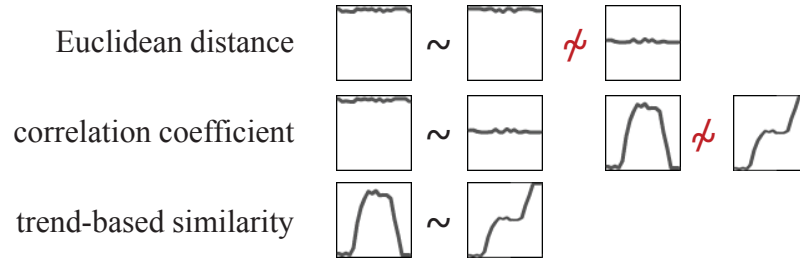 Euclidean distance ~ ≁
correlation coefficient ~ ≁
trend-based similarity ~